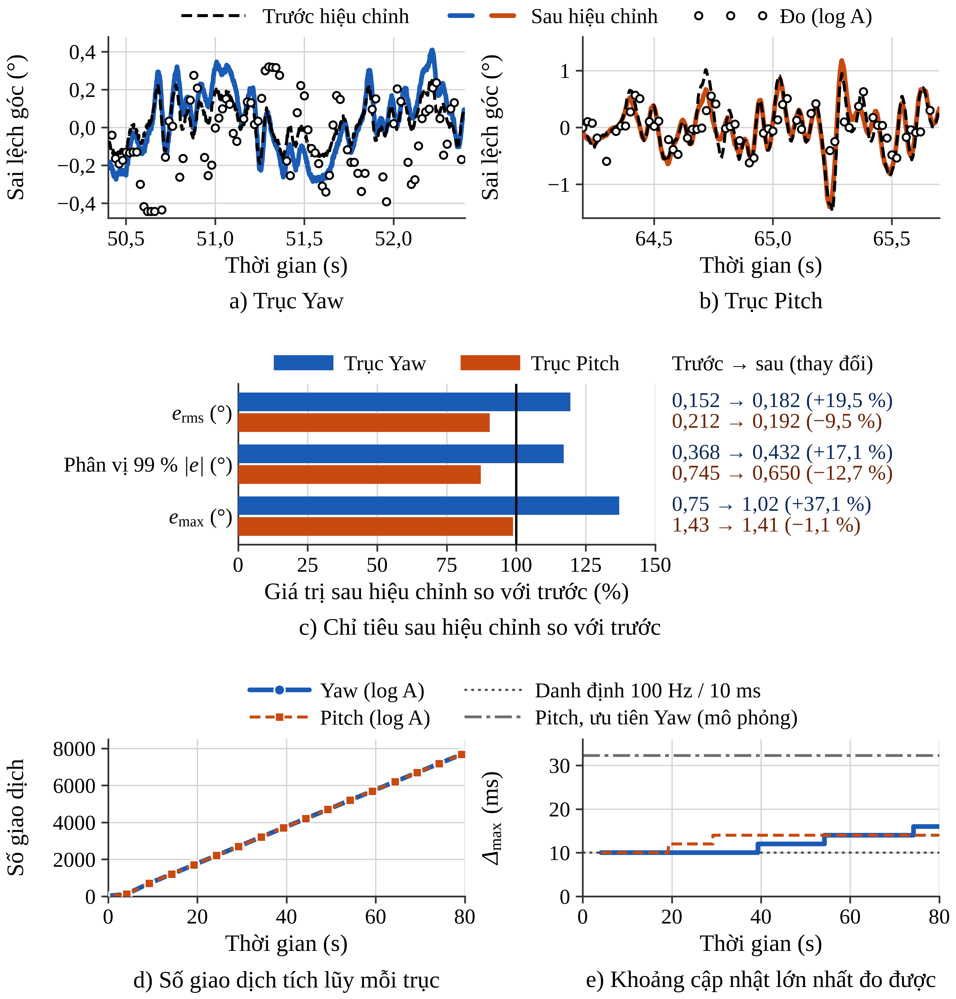 Trước hiệu chỉnh Sau hiệu chỉnh Đo (log A)
Sai lệch góc (°)
0,4
0,2
0,0
−0,2
−0,4
50,5 51,0 51,5 52,0
Thời gian (s)
a) Trục Yaw
Sai lệch góc (°)
1
0
−1
64,5 65,0 65,5
Thời gian (s)
b) Trục Pitch
Trục Yaw Trục Pitch Trước → sau (thay đổi)
e_rms (°)
0,152 → 0,182 (+19,5 %)
0,212 → 0,192 (−9,5 %)
Phân vị 99 % |e| (°)
0,368 → 0,432 (+17,1 %)
0,745 → 0,650 (−12,7 %)
e_max (°)
0,75 → 1,02 (+37,1 %)
1,43 → 1,41 (−1,1 %)
0 25 50 75 100 125 150
Giá trị sau hiệu chỉnh so với trước (%)
c) Chỉ tiêu sau hiệu chỉnh so với trước
Yaw (log A) Danh định 100 Hz / 10 ms
Pitch (log A) Pitch, ưu tiên Yaw (mô phỏng)
Số giao dịch
8000
6000
4000
2000
0
0 20 40 60 80
Thời gian (s)
d) Số giao dịch tích lũy mỗi trục
Δ_max (ms)
30
20
10
0
0 20 40 60 80
Thời gian (s)
e) Khoảng cập nhật lớn nhất đo được